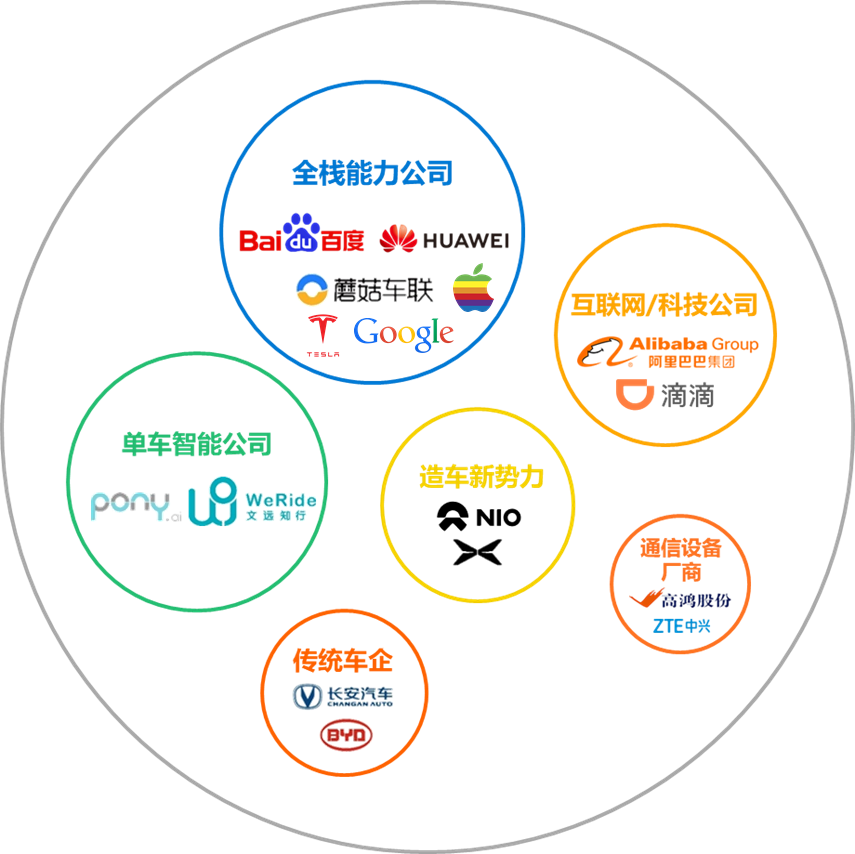 全栈能力公司
Bai du 百度 HUAWEI
蘑菇车联
TESLA Google
互联网/科技公司
Alibaba Group
阿里巴巴集团
滴滴
单车智能公司
pony.ai WeRide
文远知行
造车新势力
NIO
通信设备
厂商
高鸿股份
ZTE中兴
传统车企
长安汽车
CHANGAN AUTO
BYD